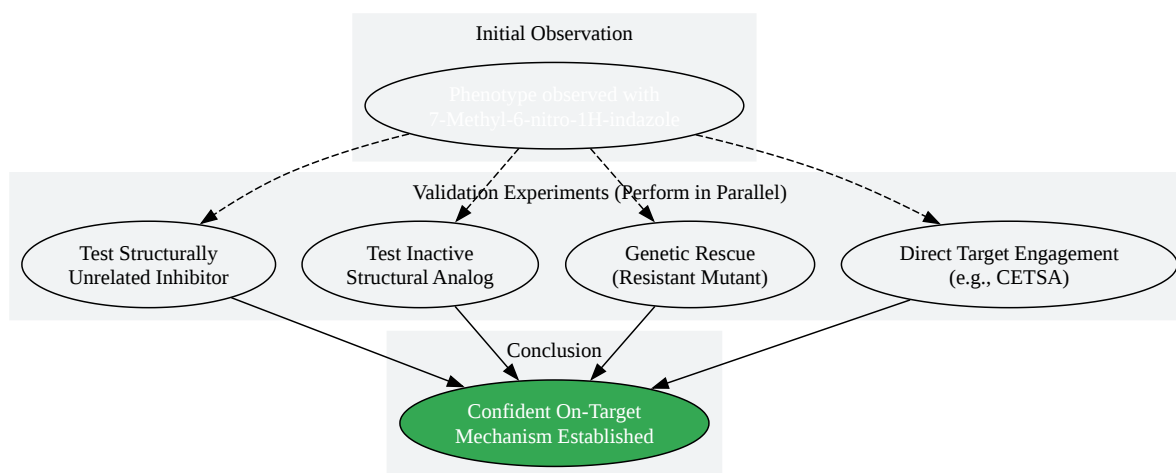 Initial Observation
Phenotype observed with
7-Methyl-6-nitro-1H-indazole
Validation Experiments (Perform in Parallel)
Test Structurally
Unrelated Inhibitor
Test Inactive
Structural Analog
Genetic Rescue
(Resistant Mutant)
Direct Target Engagement
(e.g., CETSA)
Conclusion
Confident On-Target
Mechanism Established